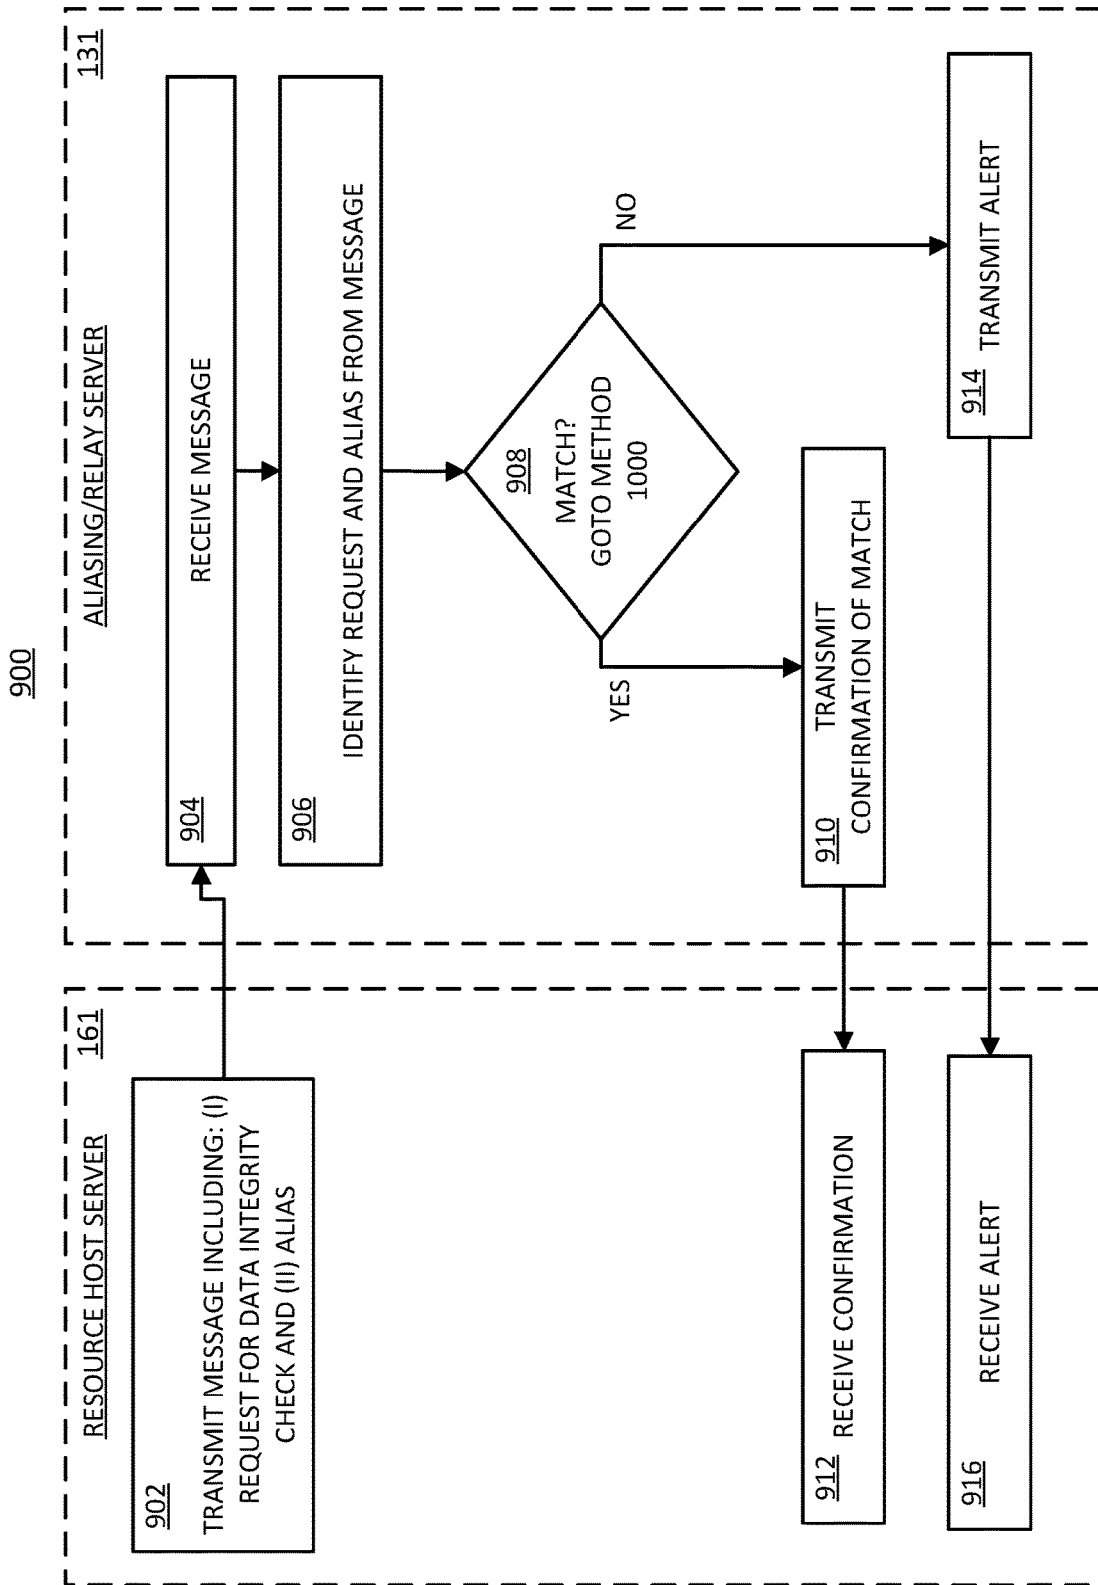 900
RESOURCE HOST SERVER
161
902
TRANSMIT MESSAGE INCLUDING: (I)
REQUEST FOR DATA INTEGRITY
CHECK AND (II) ALIAS
912
RECEIVE CONFIRMATION
916
RECEIVE ALERT
ALIASING/RELAY SERVER
131
904
RECEIVE MESSAGE
906
IDENTIFY REQUEST AND ALIAS FROM MESSAGE
908
MATCH?
GOTO METHOD
1000
YES
NO
910
TRANSMIT
CONFIRMATION OF MATCH
914
TRANSMIT ALERT